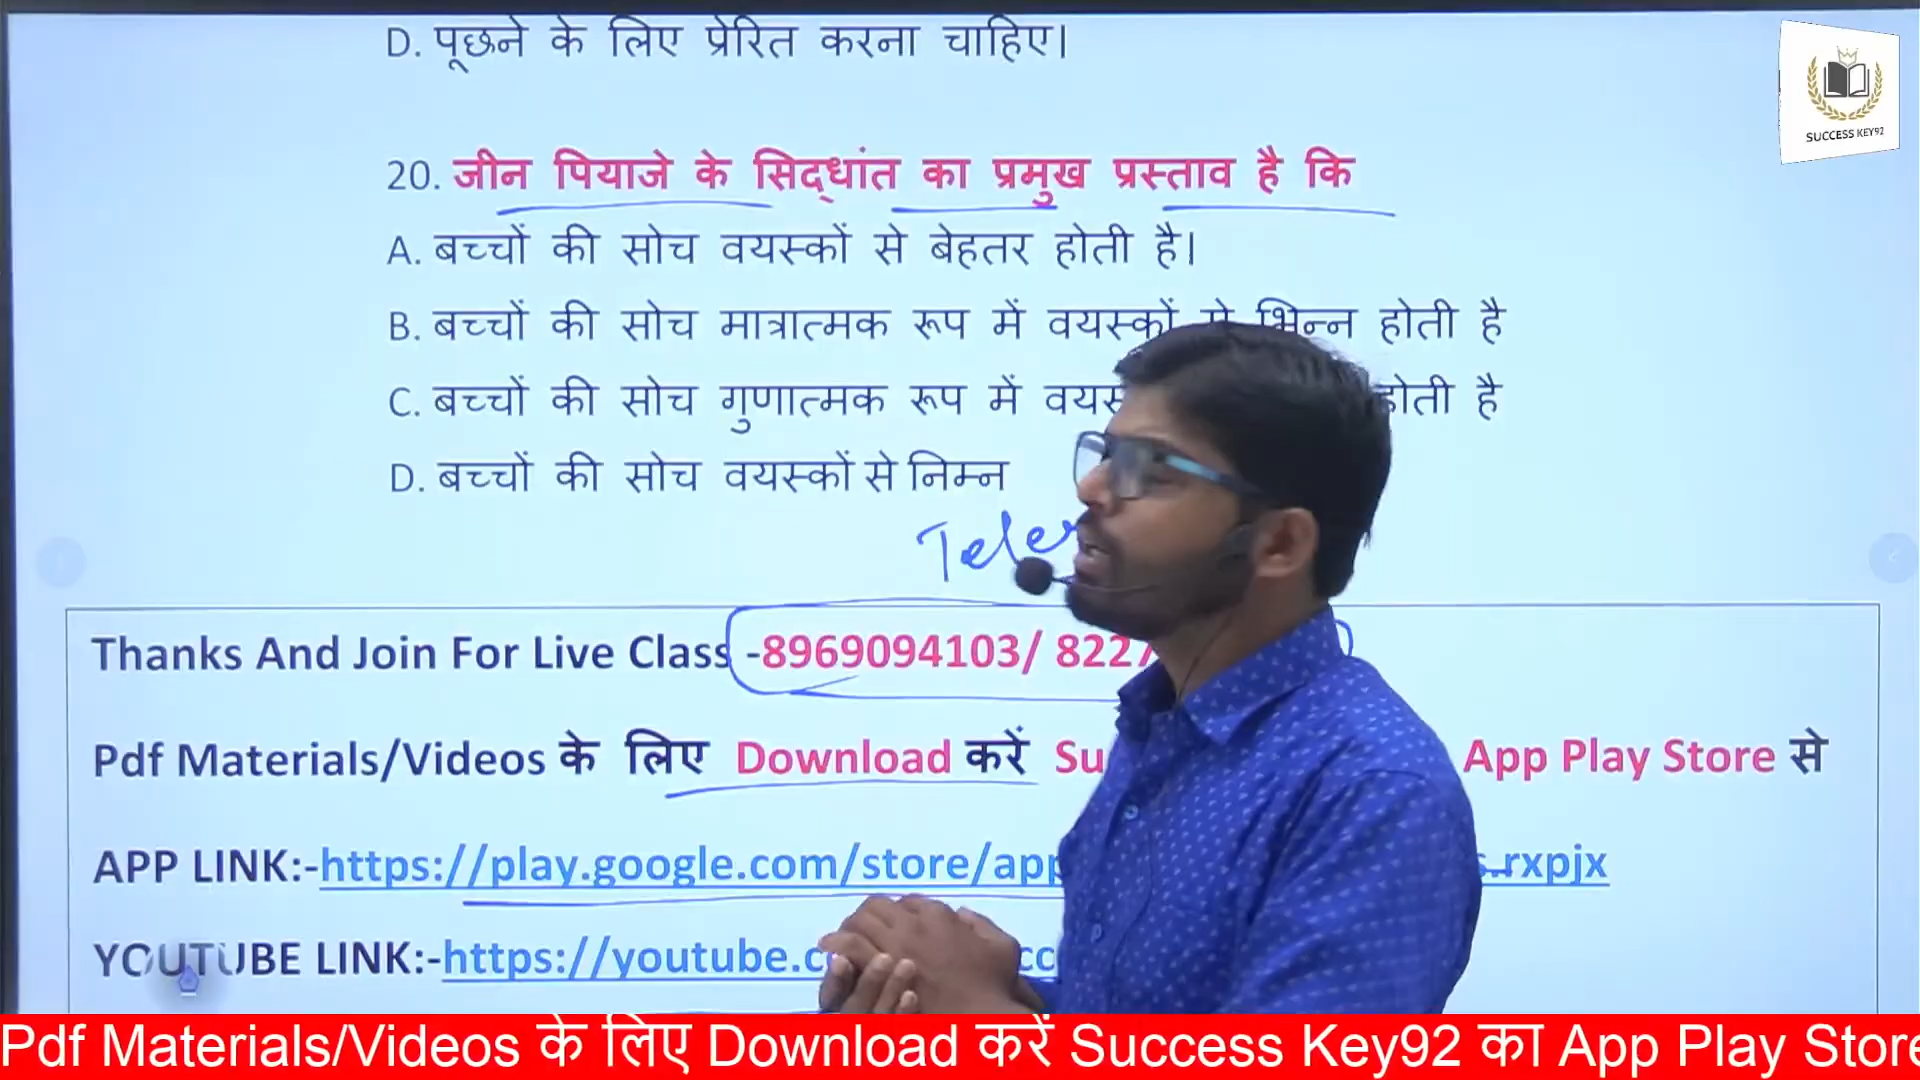 D. पूछने के लिए प्रेरित करना चाहिए।
SUCCESS KEY92
20. जीन पियाजे के सिद्धांत का प्रमुख प्रस्ताव है कि
A. बच्चों की सोच वयस्कों से बेहतर होती है।
B. बच्चों की सोच मात्रात्मक रूप में वयस्कों से भिन्न होती है
C. बच्चों की सोच गुणात्मक रूप में होती है
D. बच्चों की सोच वयस्कों से निम्न
Thanks And Join For Live Class -8969094103/ 8227
Pdf Materials/Videos के लिए Download करें Su App Play Store से
APP LINK:-https://play.google.com/store/app s.rxpjx
YOUTUBE LINK:-https://youtube.c
Pdf Materials/Videos के लिए Download करें Success Key92 का App Play Store